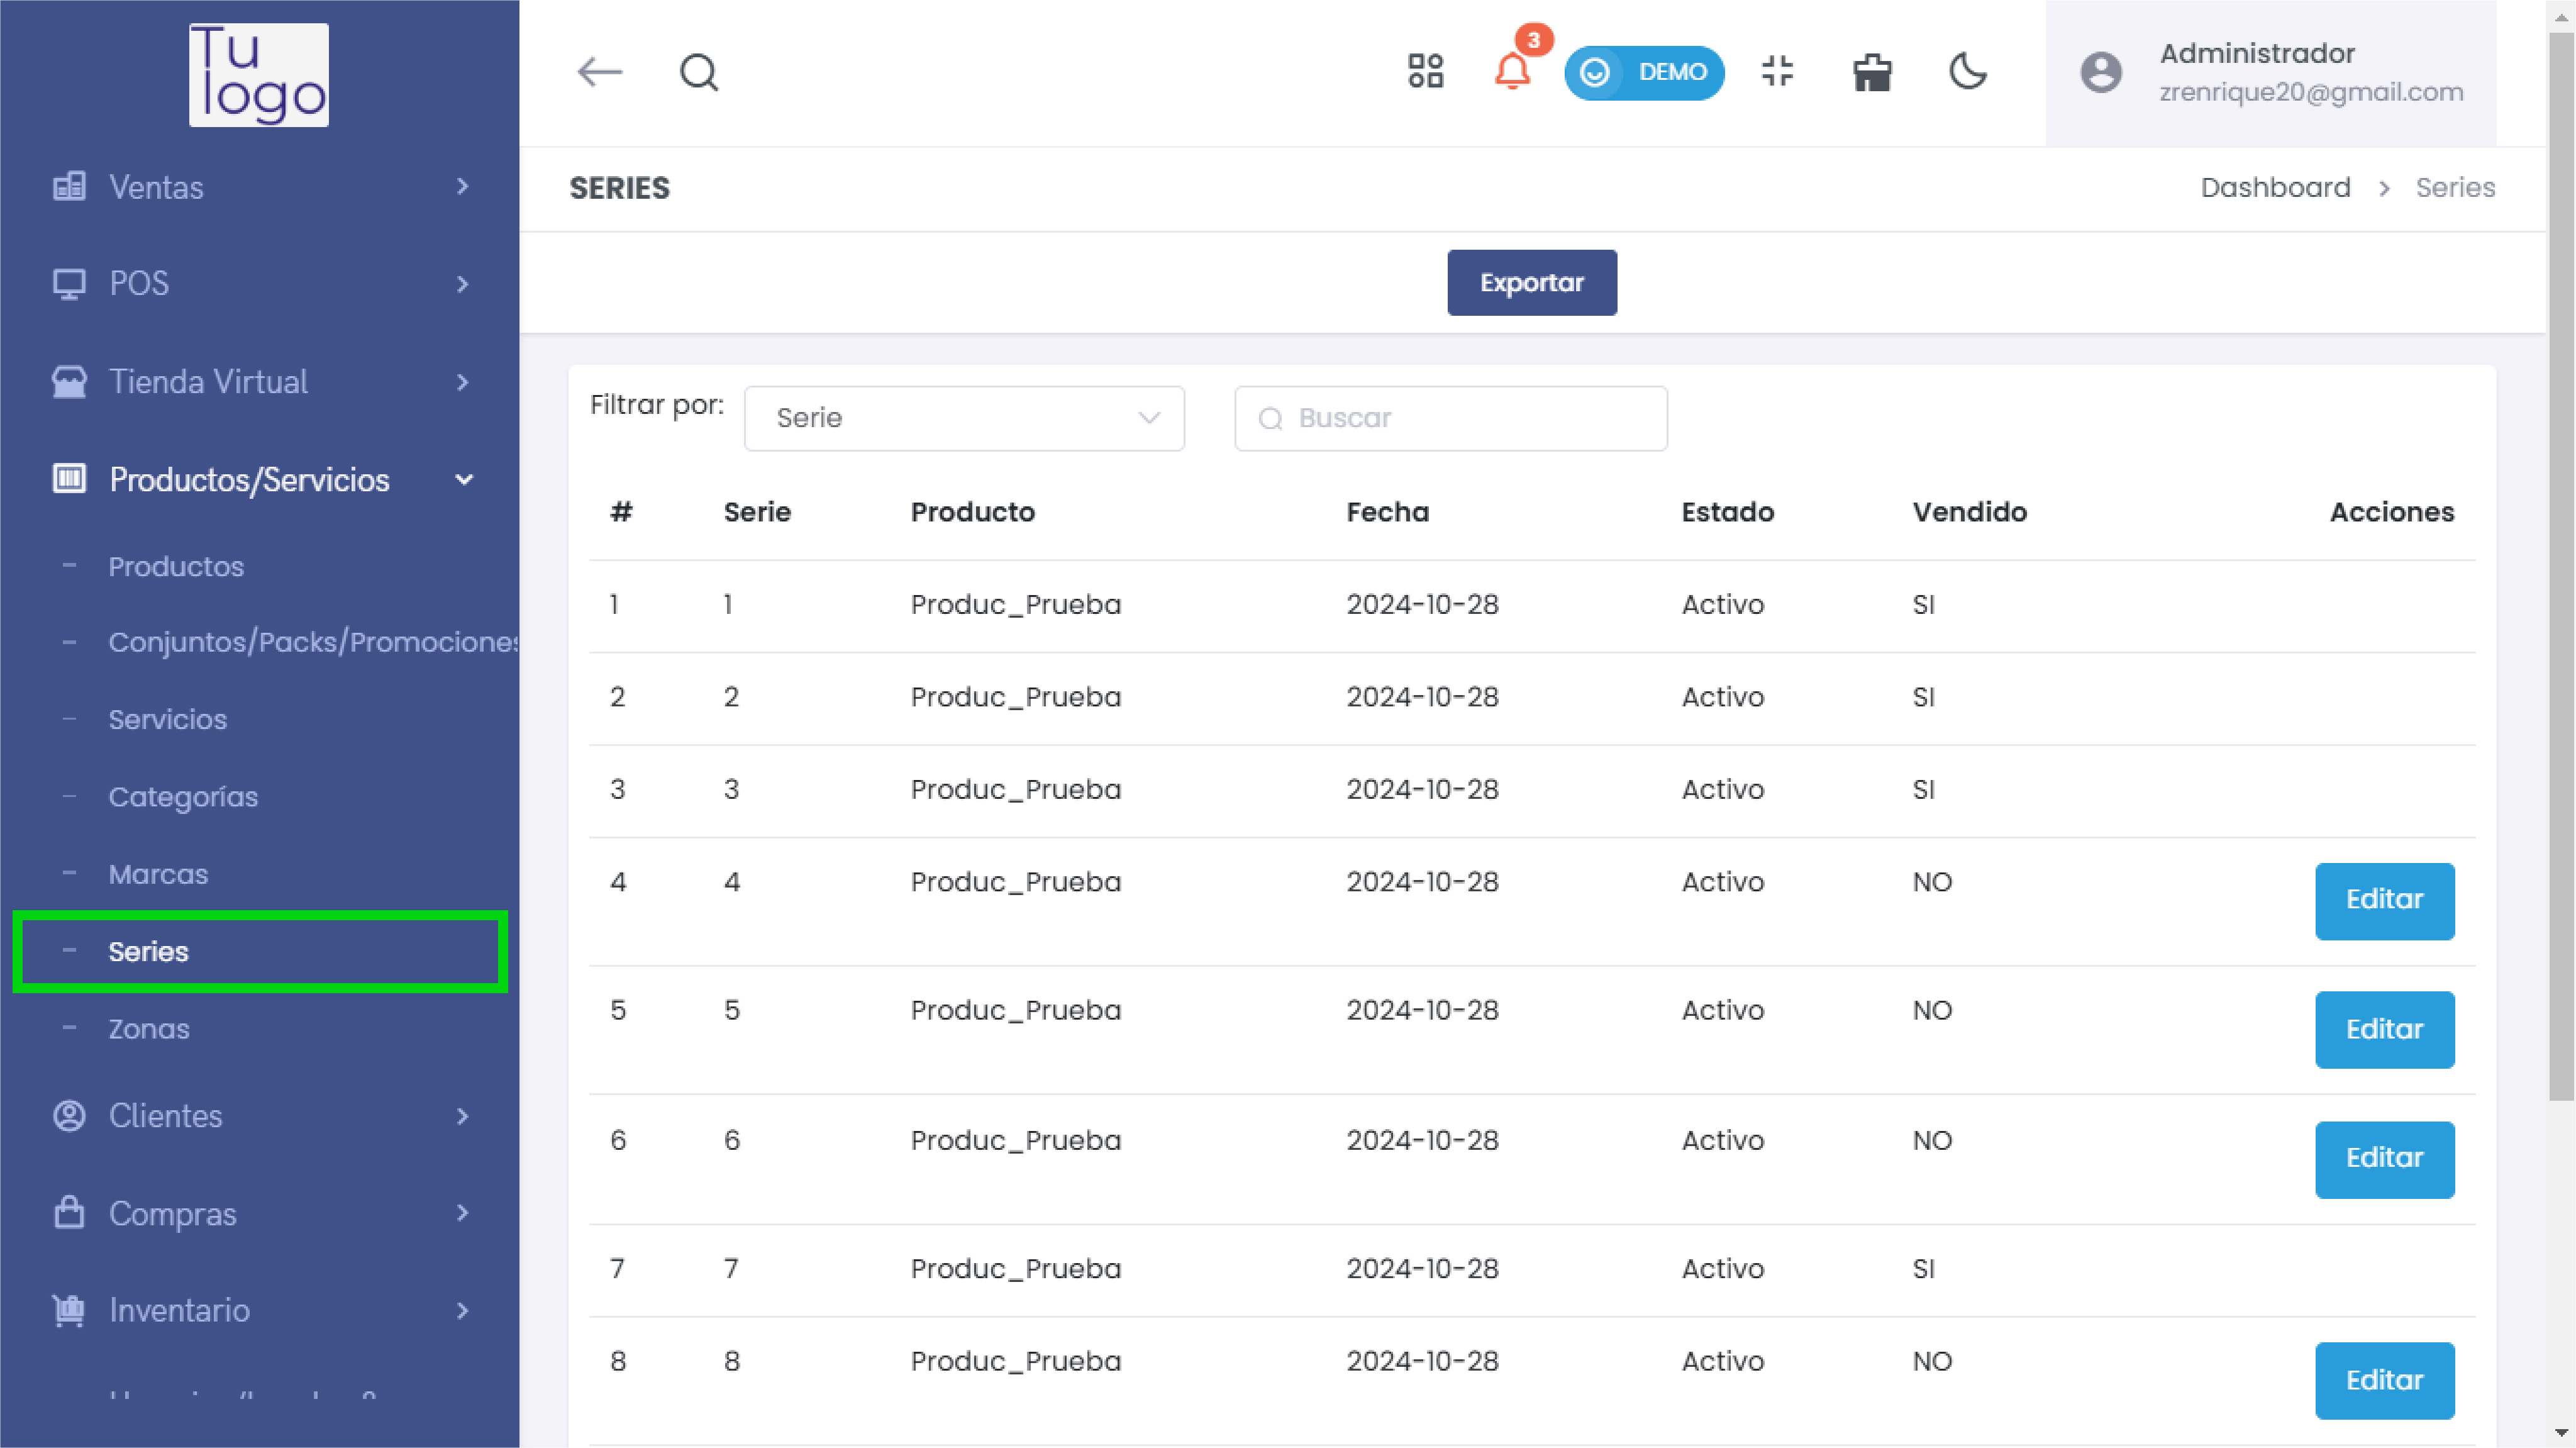 Tu
logo
Ventas
POS
Tienda Virtual
Productos/Servicios
Productos
Conjuntos/Packs/Promociones
Servicios
Categorías
Marcas
Series
Zonas
Clientes
Compras
Inventario
3
DEMO
Administrador
zrenrique20@gmail.com
SERIES
Dashboard > Series
Exportar
Filtrar por: Serie Buscar
# Serie Producto Fecha Estado Vendido Acciones
1 1 Produc_Prueba 2024-10-28 Activo SI
2 2 Produc_Prueba 2024-10-28 Activo SI
3 3 Produc_Prueba 2024-10-28 Activo SI
4 4 Produc_Prueba 2024-10-28 Activo NO Editar
5 5 Produc_Prueba 2024-10-28 Activo NO Editar
6 6 Produc_Prueba 2024-10-28 Activo NO Editar
7 7 Produc_Prueba 2024-10-28 Activo SI
8 8 Produc_Prueba 2024-10-28 Activo NO Editar